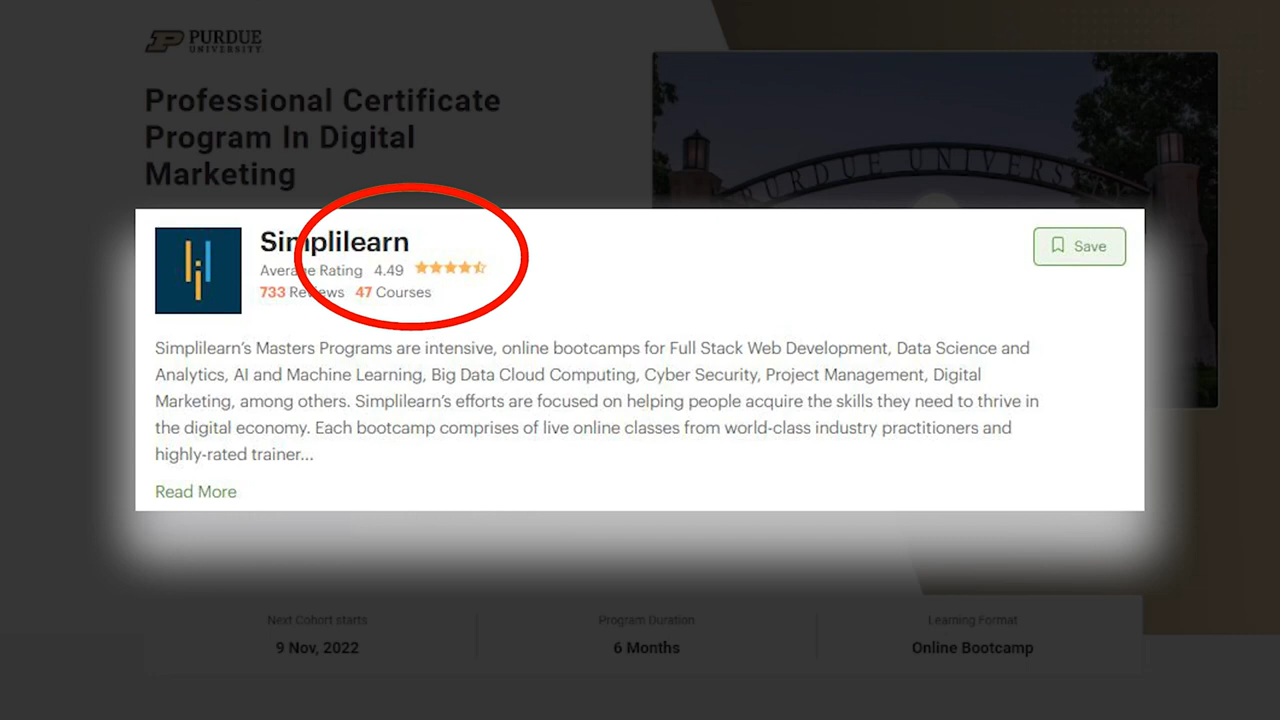 PURDUE
UNIVERSITY
Professional Certificate
Program In Digital
Marketing
PURDUE UNIVERS
Simplilearn
Average Rating 4.49
733 Reviews 47 Courses
Save
Simplilearn’s Masters Programs are intensive, online bootcamps for Full Stack Web Development, Data Science and
Analytics, AI and Machine Learning, Big Data Cloud Computing, Cyber Security, Project Management, Digital
Marketing, among others. Simplilearn’s efforts are focused on helping people acquire the skills they need to thrive in
the digital economy. Each bootcamp comprises of live online classes from world-class industry practitioners and
highly-rated trainer...
Read More
Next Cohort starts
Program Duration
Learning Format
9 Nov, 2022
6 Months
Online Bootcamp